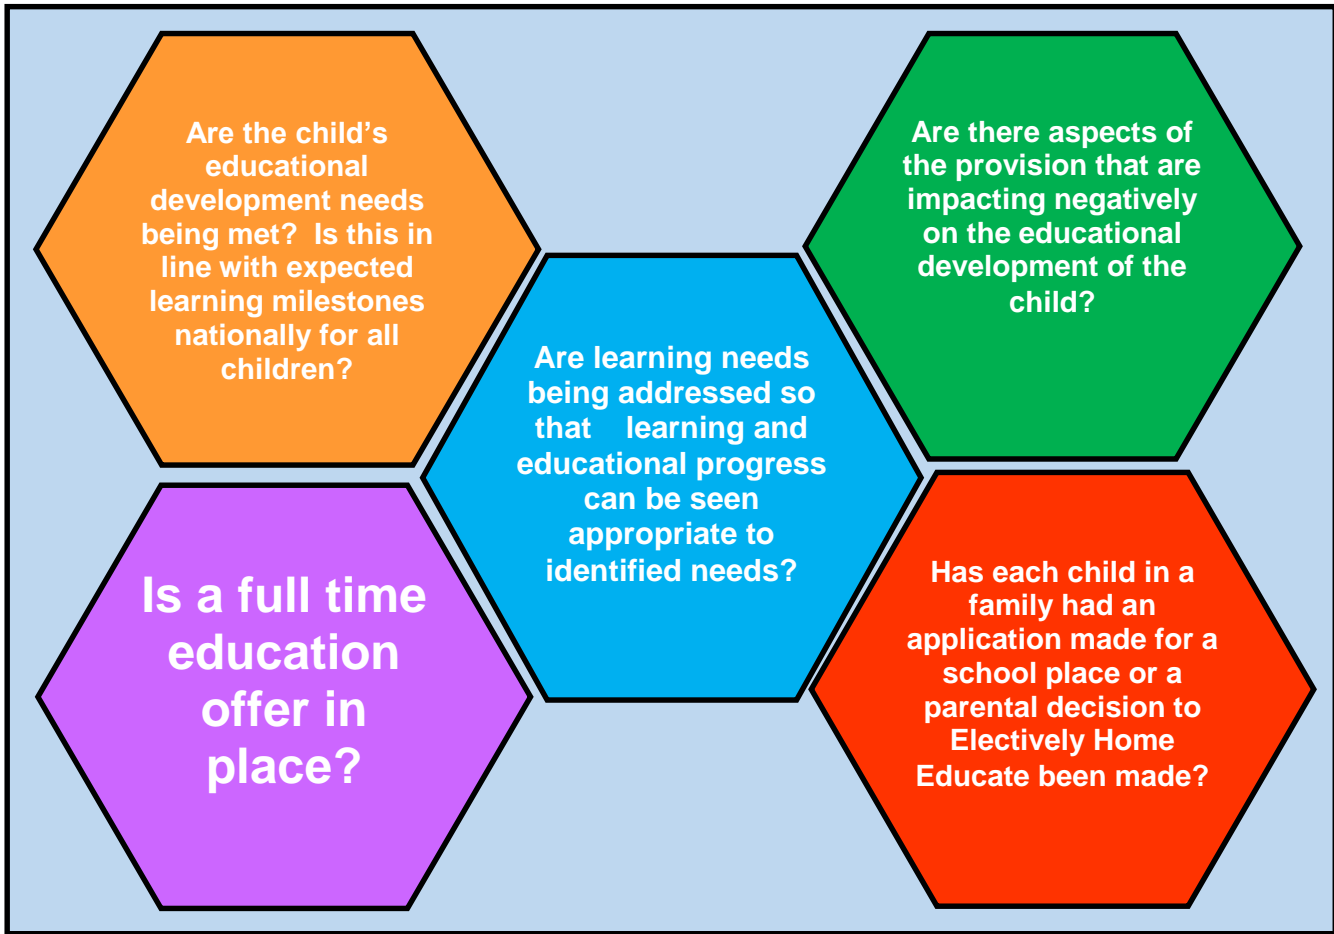 Are the child’s
educational
development needs
being met?  Is this in
line with expected
learning milestones
nationally for all
children?
Are there aspects of
the provision that are
impacting negatively
on the educational
development of the
child?
Are learning needs
being addressed so
that    learning and
educational progress
can be seen
appropriate to
identified needs?
Is a full time
education
offer in
place?
Has each child in a
family had an
application made for a
school place or a
parental decision to
Electively Home
Educate been made?